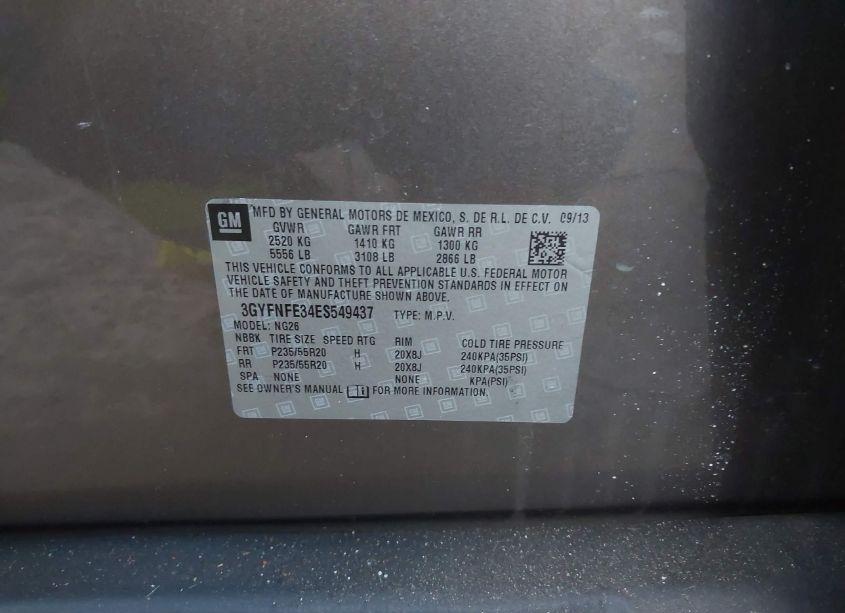 GM MFD BY GENERAL MOTORS DE MEXICO, S. DE R.L. DE C.V. 09/13
GVWR GAWR FRT GAWR RR
2520 KG 1410 KG 1300 KG
5556 LB 3108 LB 2866 LB
THIS VEHICLE CONFORMS TO ALL APPLICABLE U.S. FEDERAL MOTOR
VEHICLE SAFETY AND THEFT PREVENTION STANDARDS IN EFFECT ON
THE DATE OF MANUFACTURE SHOWN ABOVE.
3GYFNFE34ES549437 TYPE: M.P.V.
MODEL: NG26
NBBK TIRE SIZE SPEED RTG RIM COLD TIRE PRESSURE
FRT P235/55R20 H 20X8J 240KPA(35PSI)
RR P235/55R20 H 20X8J 240KPA(35PSI)
SPA NONE NONE KPA(PSI)
SEE OWNER'S MANUAL FOR MORE INFORMATION.